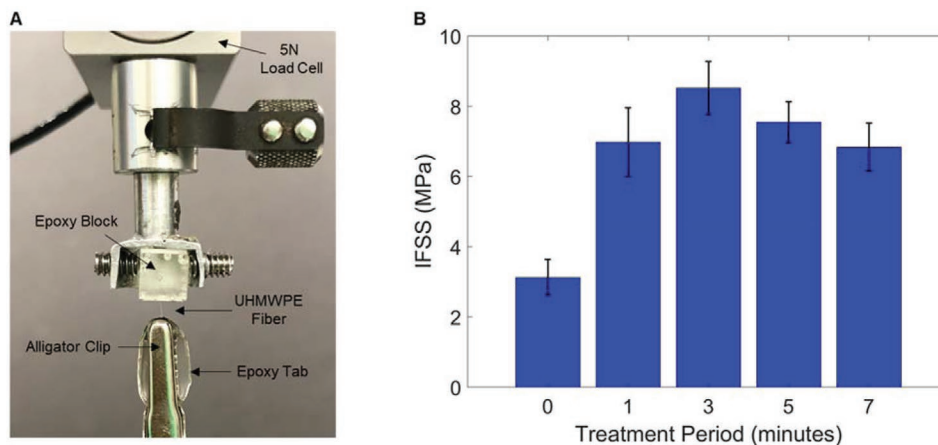 A
5N
Load Cell
Epoxy Block
UHMWPE
Fiber
Alligator Clip
Epoxy Tab
B
10
8
6
4
2
0
IFSS (MPa)
0 1 3 5 7
Treatment Period (minutes)